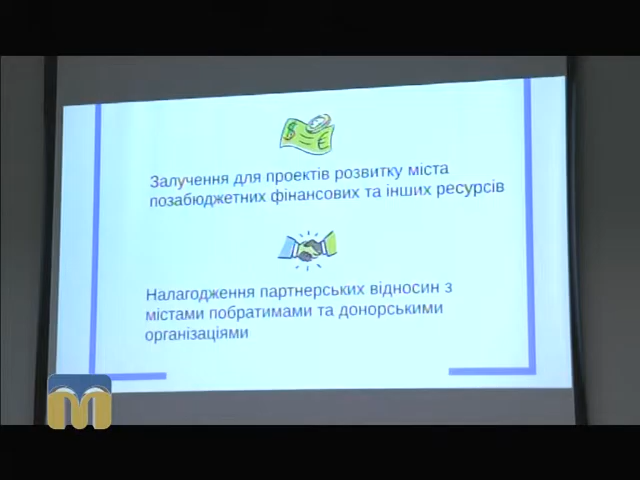 Залучення для проектів розвитку міста
позабюджетних фінансових та інших ресурсів
Налагодження партнерських відносин з
містами побратимами та донорськими
організаціями